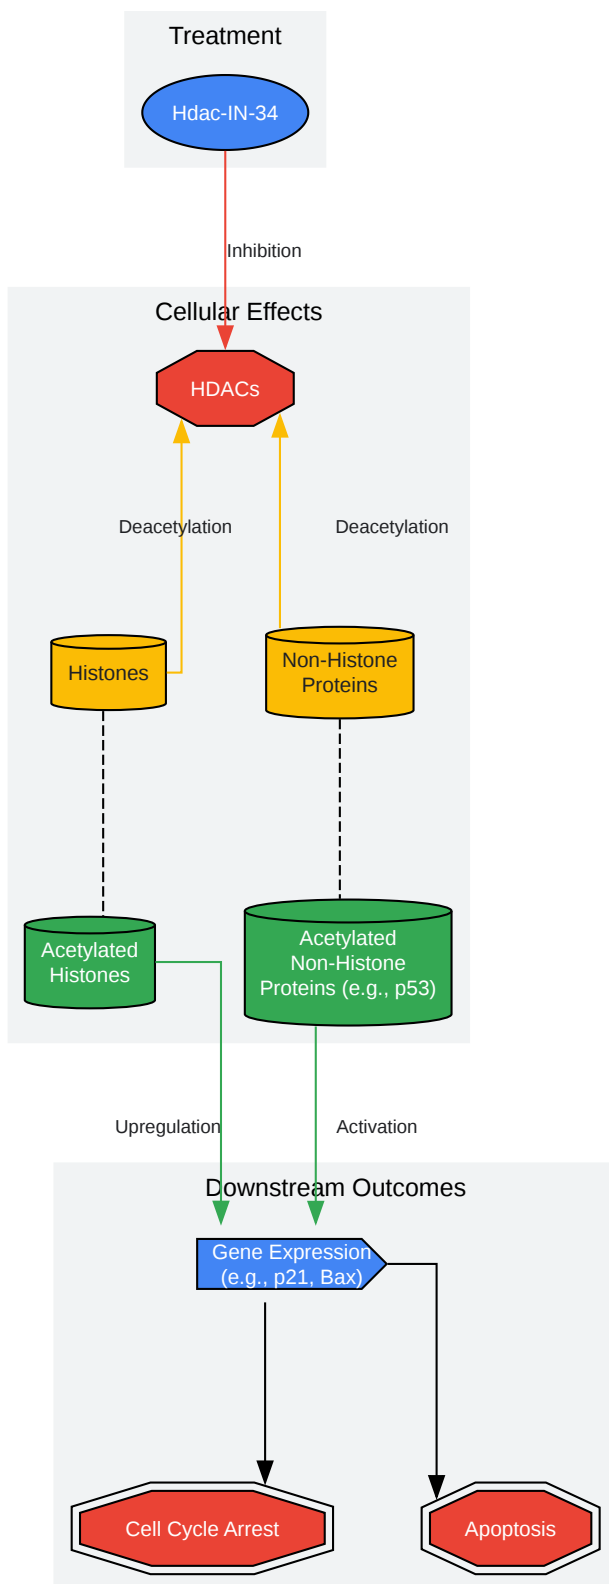 Treatment
Hdac-IN-34
Inhibition
Cellular Effects
HDACs
Deacetylation
Deacetylation
Histones
Non-Histone
Proteins
Acetylated
Histones
Acetylated
Non-Histone
Proteins (e.g., p53)
Upregulation
Activation
Downstream Outcomes
Gene Expression
(e.g., p21, Bax)
Cell Cycle Arrest
Apoptosis